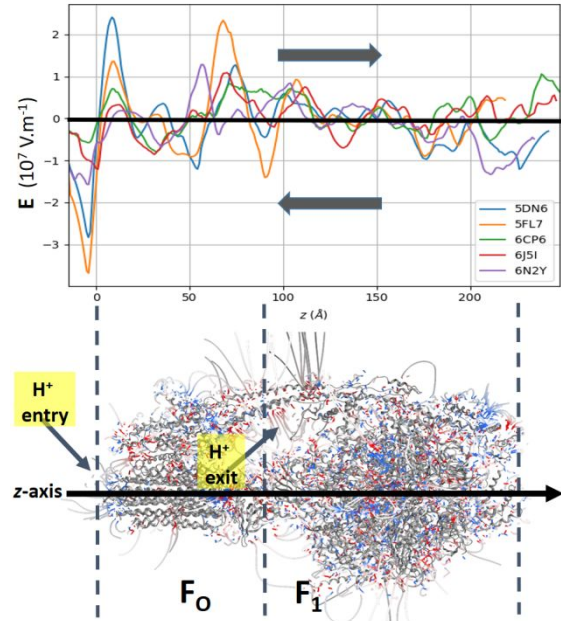 E (10⁷ V.m⁻¹)
2
1
0
−1
−2
−3
5DN6
5FL7
6CP6
6J5I
6N2Y
0
50
100
150
200
z (Å)
H⁺
entry
H⁺
exit
z-axis
F_O
F₁